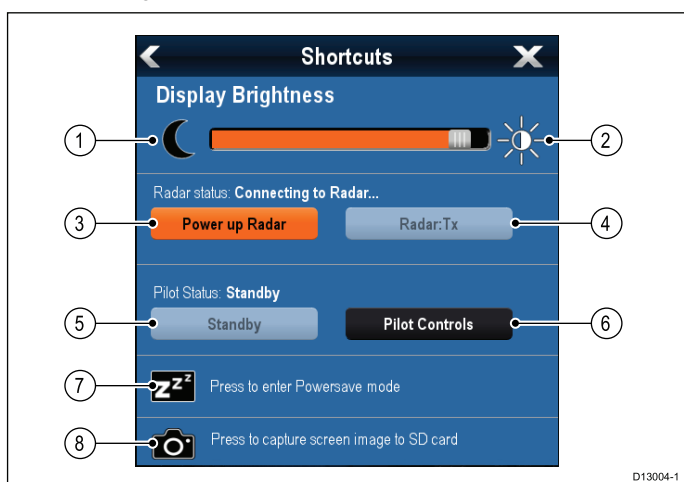 Shortcuts
Display Brightness
1
2
Radar status: Connecting to Radar...
3 Power up Radar Radar:Tx 4
Pilot Status: Standby
5 Standby Pilot Controls 6
7 zzz Press to enter Powersave mode
8 Press to capture screen image to SD card
D13004-1